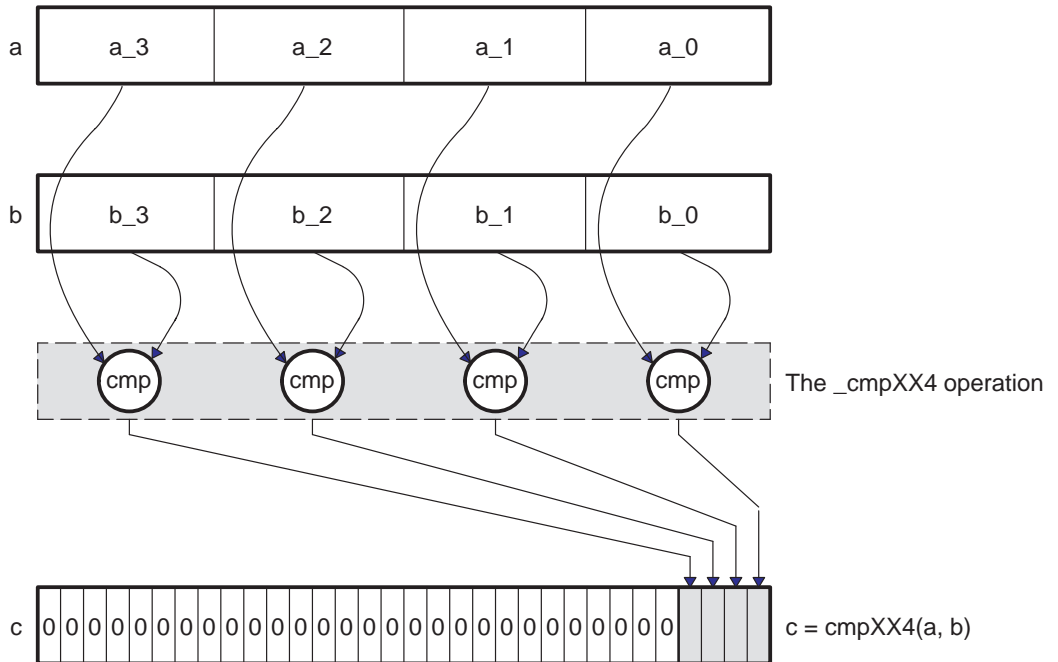 a a_3 a_2 a_1 a_0
b b_3 b_2 b_1 b_0
cmp cmp cmp cmp The _cmpXX4 operation
c 0 0 0 0 0 0 0 0 0 0 0 0 0 0 0 0 0 0 0 0 0 0 0 0 0 0 0 0 c = cmpXX4(a, b)